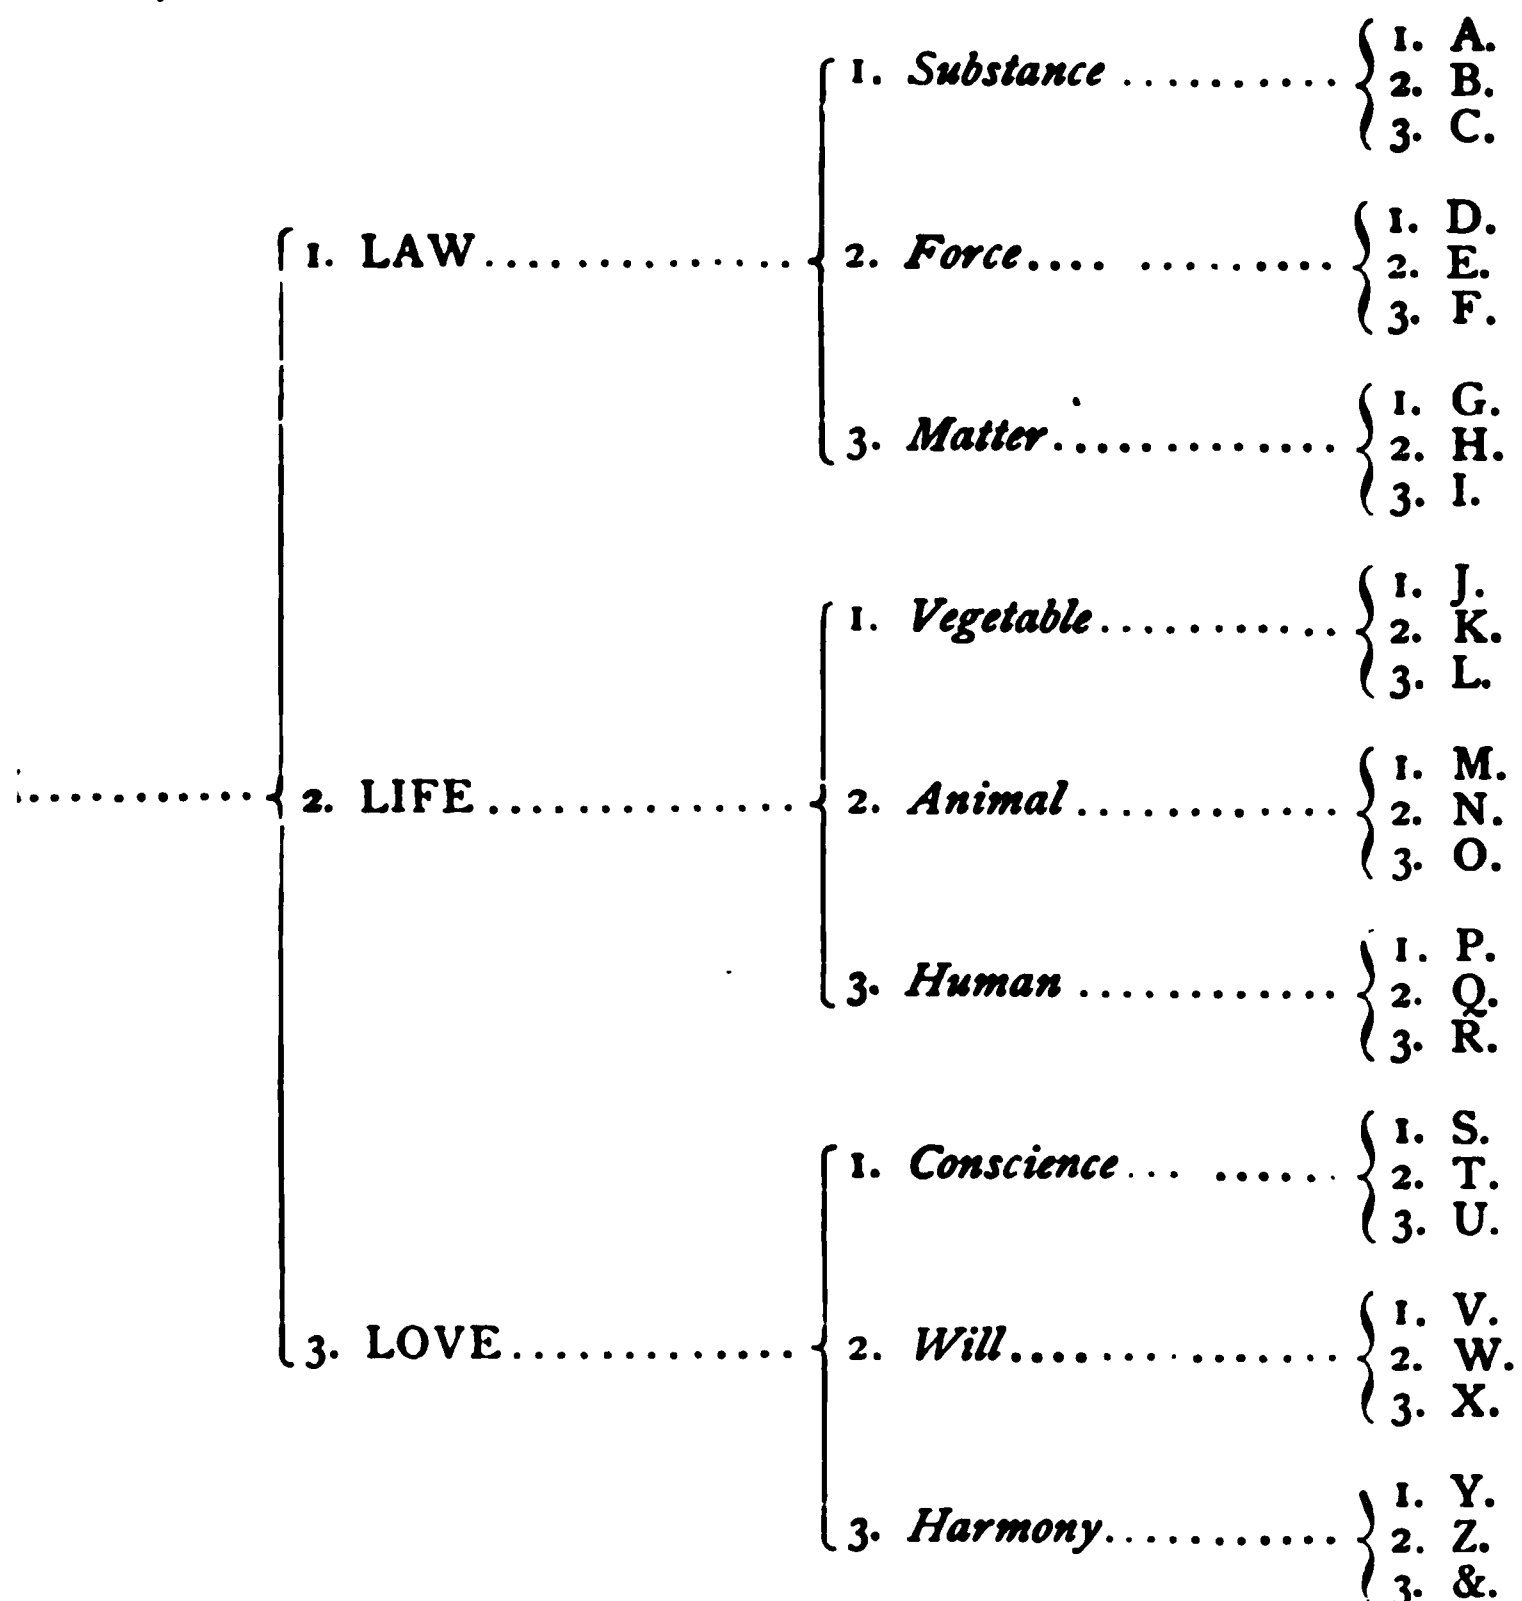 1. A.
1. Substance .......... 2. B.
3. C.
1. D.
1. LAW.............. 2. Force.... ......... 2. E.
3. F.
1. G.
3. Matter............. 2. H.
3. I.
1. J.
1. Vegetable............ 2. K.
3. L.
1. M.
2. LIFE ............... 2. Animal ............ 2. N.
3. O.
1. P.
3. Human ............ 2. Q.
3. R.
1. S.
1. Conscience... ...... 2. T.
3. U.
1. V.
3. LOVE............. 2. Will............... 2. W.
3. X.
1. Y.
3. Harmony........... 2. Z.
3. &.